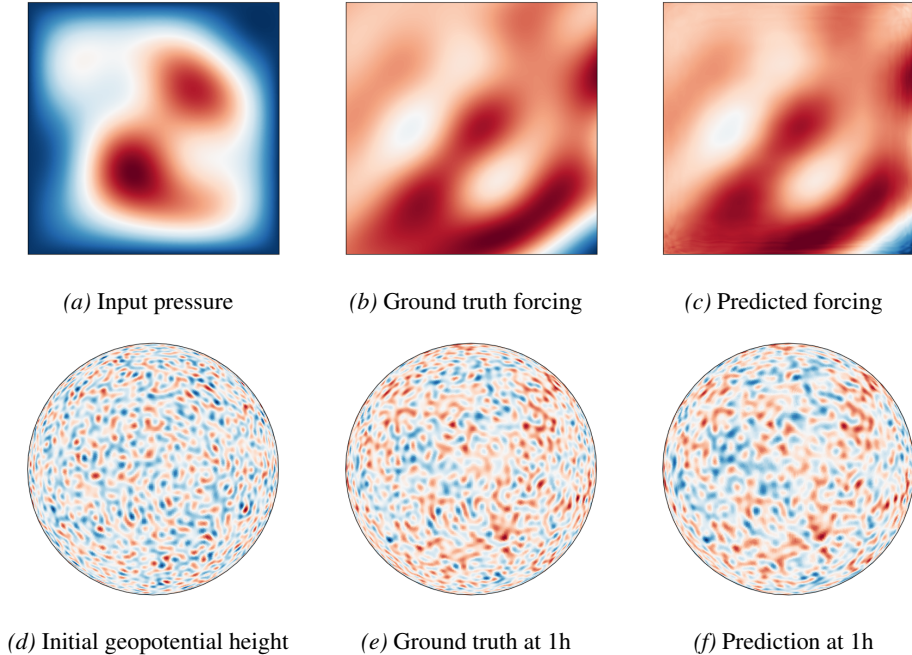 (a) Input pressure
(b) Ground truth forcing
(c) Predicted forcing
(d) Initial geopotential height
(e) Ground truth at 1h
(f) Prediction at 1h